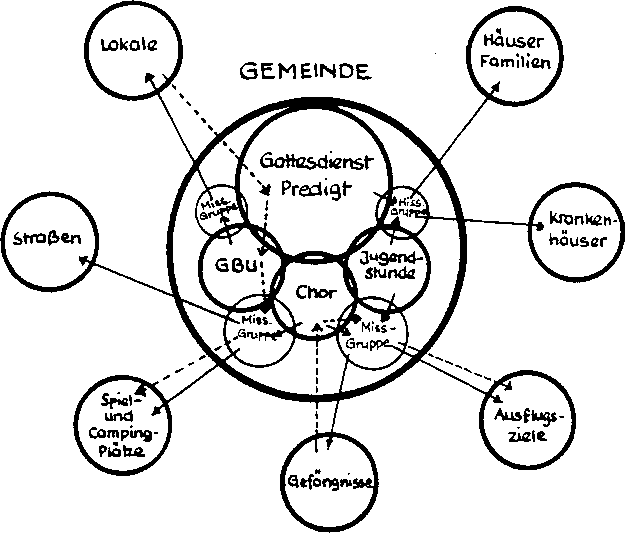 Lokale
Häuser
Familien
GEMEINDE
Gottesdienst
Predigt
Miss.
Gruppe
Miss.
Gruppe
Kranken-
häuser
Straßen
GBU
Jugend-
stunde
Chor
Miss.-
Gruppe
Miss-
Gruppe
Spiel-
und
Camping-
Plätze
Ausflugs-
ziele
Gefängnisse